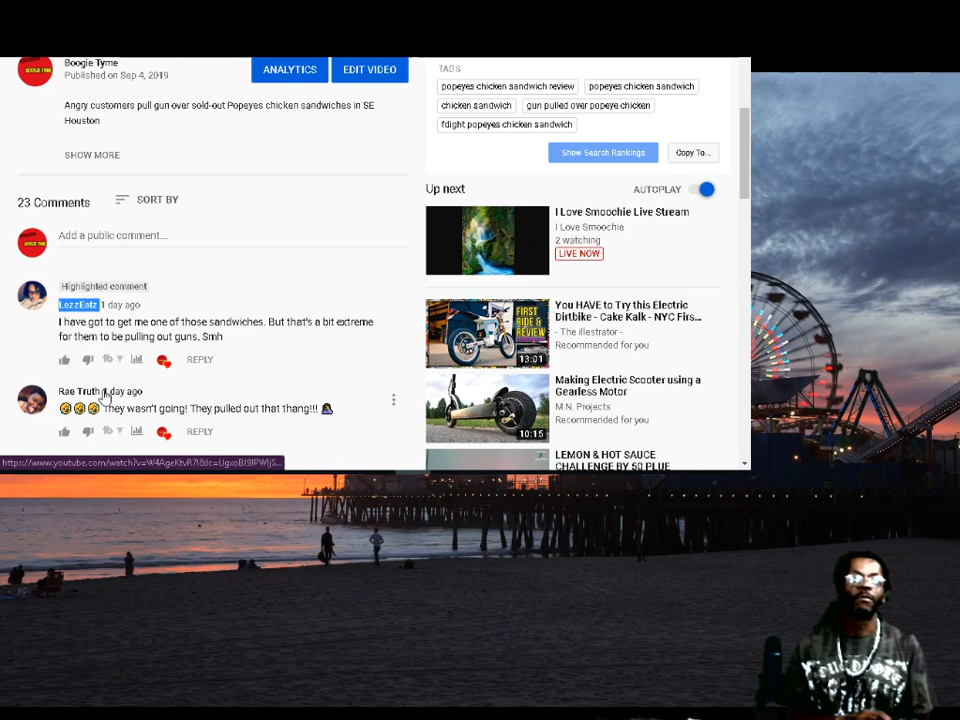 Boogie Tyme
Published on Sep 4, 2019
ANALYTICS
EDIT VIDEO
Angry customers pull gun over sold-out Popeyes chicken sandwiches in SE
Houston
SHOW MORE
23 Comments
SORT BY
Add a public comment...
Highlighted comment
LezzEatz 1 day ago
I have got to get me one of those sandwiches. But that's a bit extreme
for them to be pulling out guns. Smh
REPLY
Rae Truth 1 day ago
🤣🤣🤣 They wasn't going! They pulled out that thang!!!
REPLY
TAGS
popeyes chicken sandwich review
popeyes chicken sandwich
chicken sandwich
gun pulled over popeye chicken
fdight popeyes chicken sandwich
Show Search Rankings
Copy To...
Up next
AUTOPLAY
I Love Smoochie Live Stream
I Love Smoochie
2 watching
LIVE NOW
FIRST
RIDE &
REVIEW
13:01
You HAVE to Try this Electric
Dirtbike - Cake Kalk - NYC Firs...
- The illestrator -
Recommended for you
10:15
Making Electric Scooter using a
Leaf Motor
M.N. Projects
Recommended for you
LEMON & HOT SAUCE
CHALLENGE BY 50 PLUE